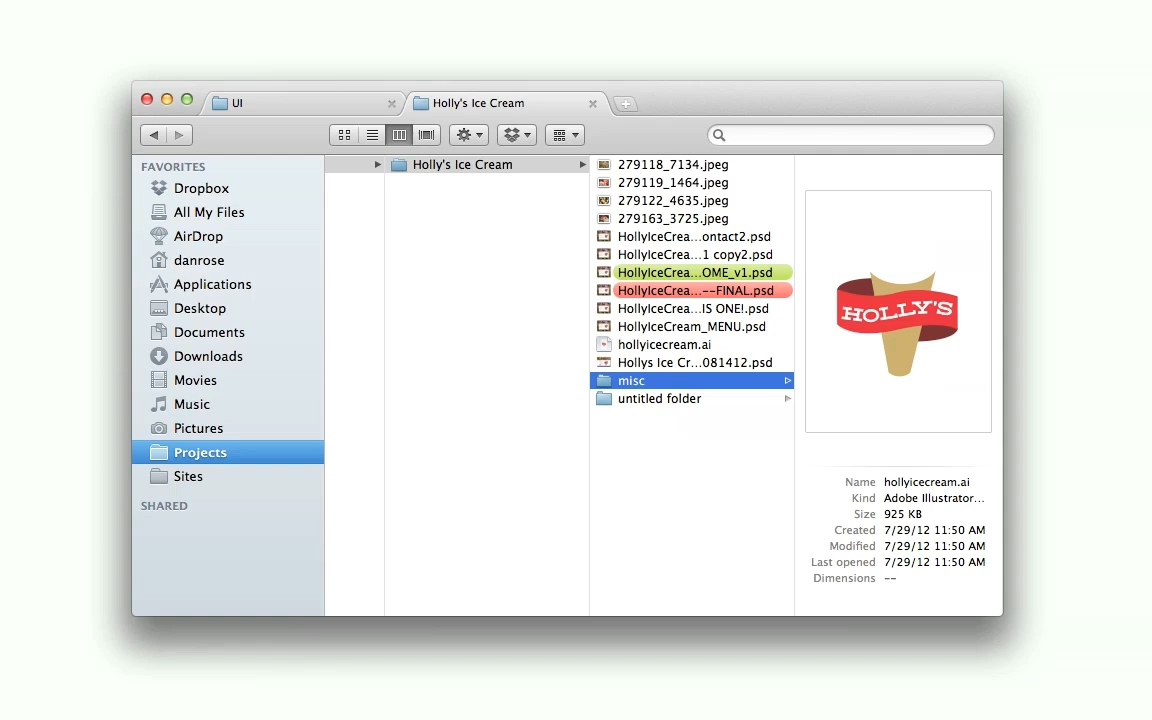 UI
Holly's Ice Cream
FAVORITES
Dropbox
All My Files
AirDrop
danrose
Applications
Desktop
Documents
Downloads
Movies
Music
Pictures
Projects
Sites
SHARED
Holly's Ice Cream
279118_7134.jpeg
279119_1464.jpeg
279122_4635.jpeg
279163_3725.jpeg
HollyIceCrea...ontact2.psd
HollyIceCrea...1 copy2.psd
HollyIceCrea...OME_v1.psd
HollyIceCrea...--FINAL.psd
HollyIceCrea...IS ONE!.psd
HollyIceCream_MENU.psd
hollyicecream.ai
Hollys Ice Cr...081412.psd
misc
untitled folder
HOLLY'S
Name hollyicecream.ai
Kind Adobe Illustrator...
Size 925 KB
Created 7/29/12 11:50 AM
Modified 7/29/12 11:50 AM
Last opened 7/29/12 11:50 AM
Dimensions --